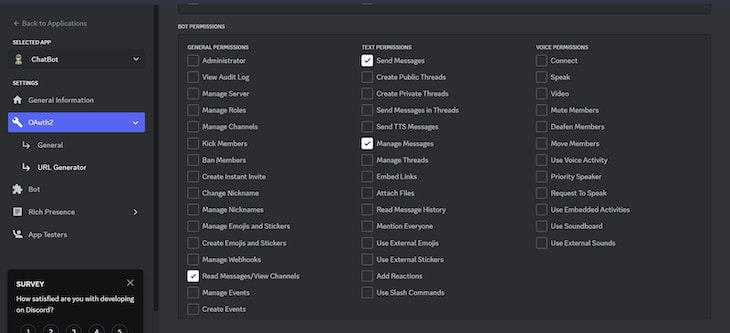 ← Back to Applications
SELECTED APP
ChatBot
SETTINGS
General Information
OAuth2
General
URL Generator
Bot
Rich Presence
App Testers
SURVEY
How satisfied are you with developing
on Discord?
1 2 3 4 5
BOT PERMISSIONS
GENERAL PERMISSIONS
Administrator
View Audit Log
Manage Server
Manage Roles
Manage Channels
Kick Members
Ban Members
Create Instant Invite
Change Nickname
Manage Nicknames
Manage Emojis and Stickers
Create Emojis and Stickers
Manage Webhooks
Read Messages/View Channels
Manage Events
Create Events
TEXT PERMISSIONS
Send Messages
Create Public Threads
Create Private Threads
Send Messages in Threads
Send TTS Messages
Manage Messages
Manage Threads
Embed Links
Attach Files
Read Message History
Mention Everyone
Use External Emojis
Use External Stickers
Add Reactions
Use Slash Commands
VOICE PERMISSIONS
Connect
Speak
Video
Mute Members
Deafen Members
Move Members
Use Voice Activity
Priority Speaker
Request To Speak
Use Embedded Activities
Use Soundboard
Use External Sounds